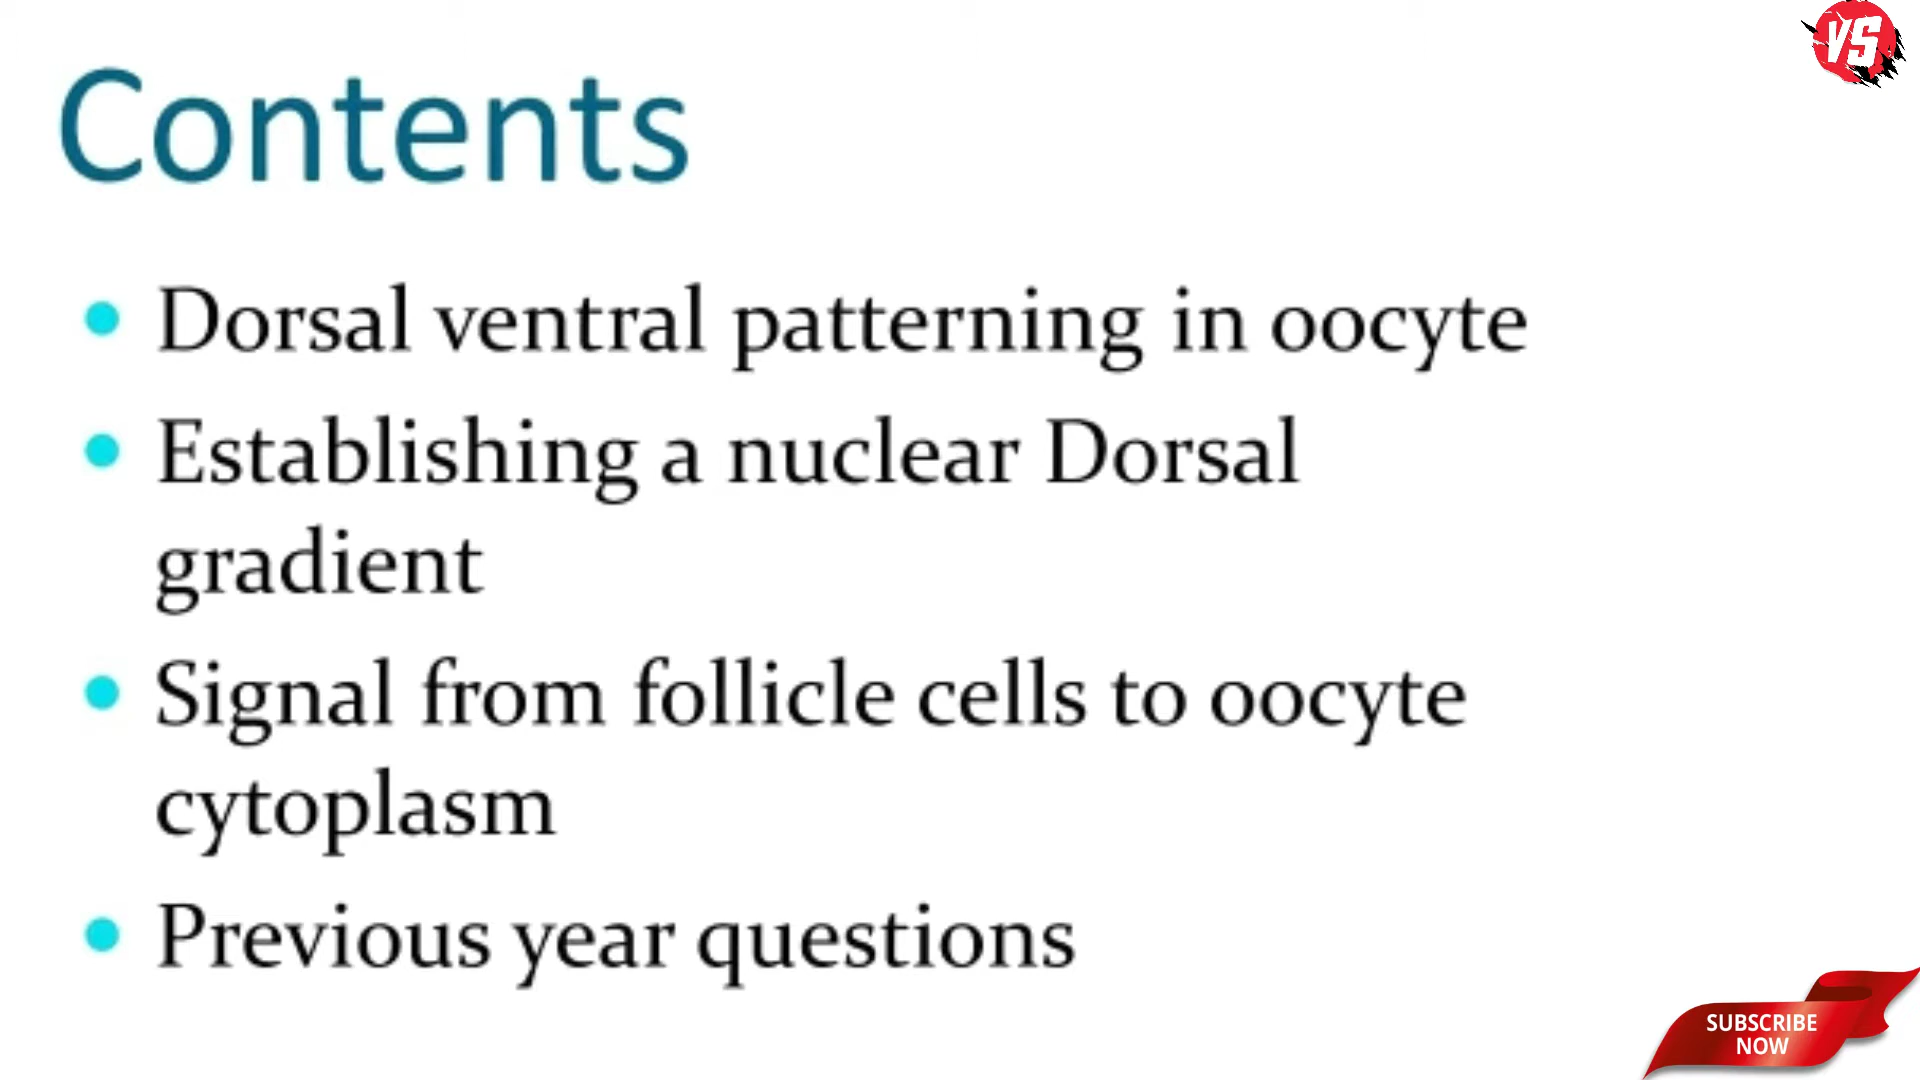 VS
Contents
Dorsal ventral patterning in oocyte
Establishing a nuclear Dorsal
gradient
Signal from follicle cells to oocyte
cytoplasm
Previous year questions
SUBSCRIBE
NOW